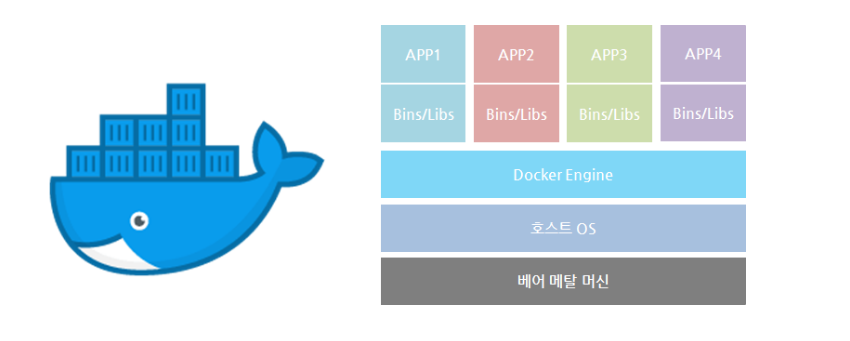 APP1 APP2 APP3 APP4
Bins/Libs Bins/Libs Bins/Libs Bins/Libs
Docker Engine
호스트 OS
베어 메탈 머신